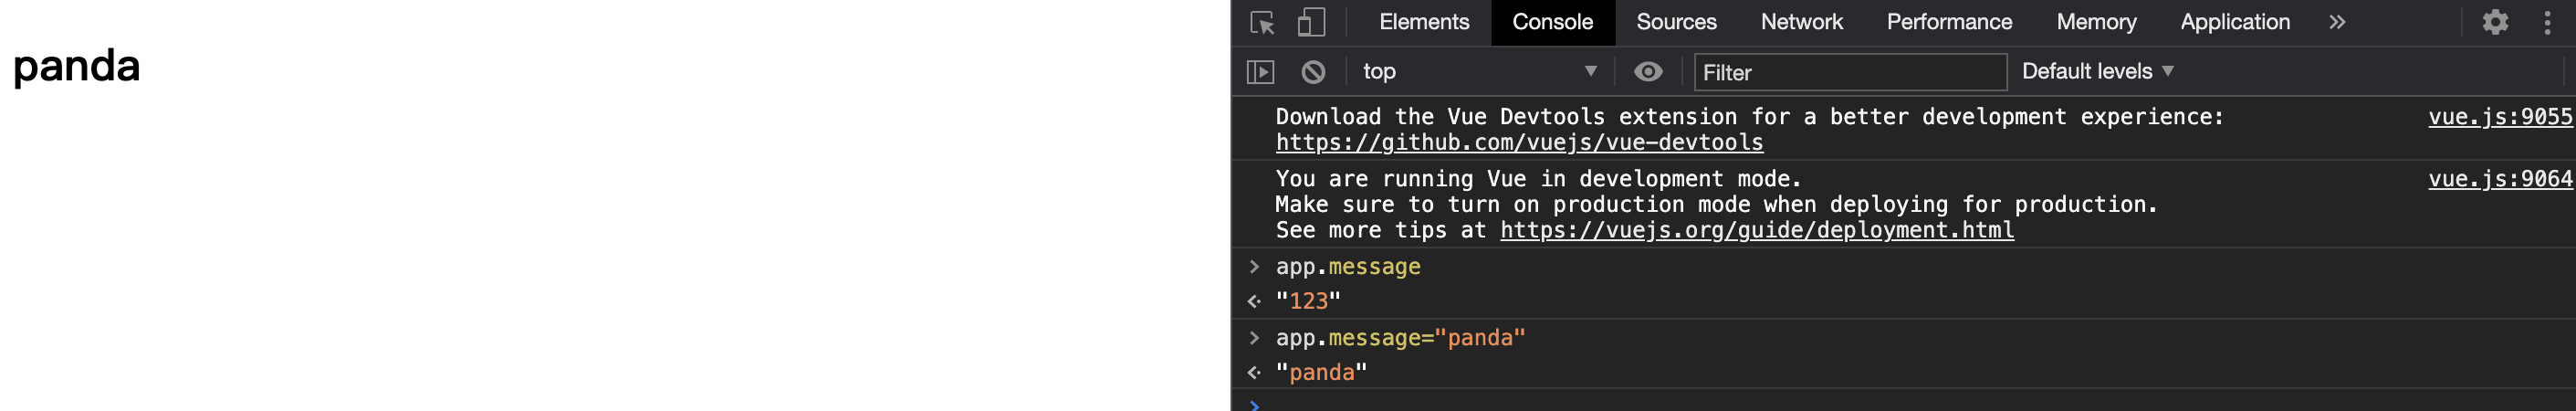 panda
Elements Console Sources Network Performance Memory Application »
top Filter Default levels
Download the Vue Devtools extension for a better development experience: vue.js:9055
https://github.com/vuejs/vue-devtools
You are running Vue in development mode. vue.js:9064
Make sure to turn on production mode when deploying for production.
See more tips at https://vuejs.org/guide/deployment.html
> app.message
"123"
> app.message="panda"
"panda"
>